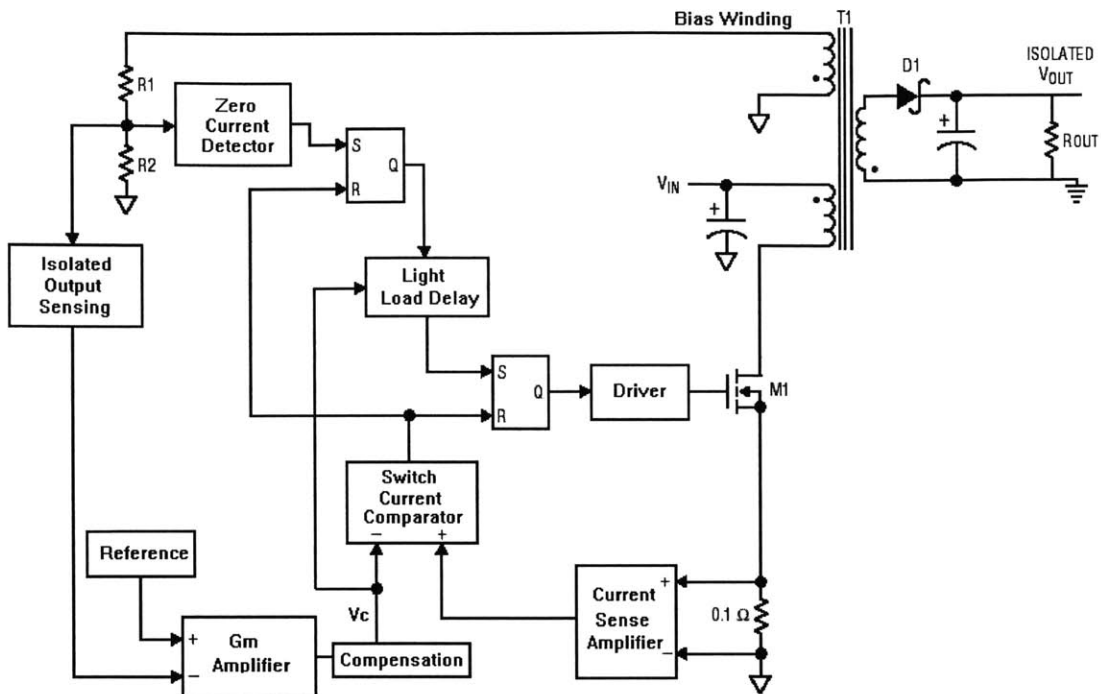 Bias Winding
T1
R1
Zero
Current
Detector
D1
ISOLATED
VOUT
S
Q
R
R2
ROUT
VIN
Isolated
Output
Sensing
Light
Load Delay
S
Q
R
Driver
M1
Switch
Current
Comparator
− +
Reference
Vc
Current
Sense
Amplifier
+
−
0.1 Ω
+
−
Gm
Amplifier
Compensation
+
+